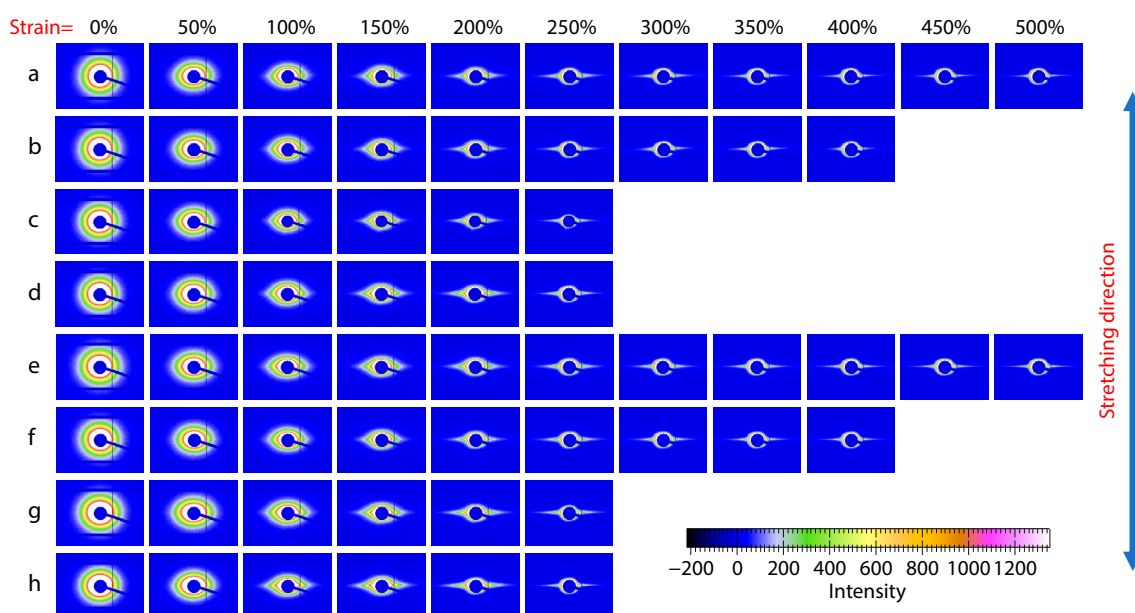 Strain= 0% 50% 100% 150% 200% 250% 300% 350% 400% 450% 500%
a
b
c
d
e
f
g
h
Stretching direction
−200 0 200 400 600 800 1000 1200
Intensity